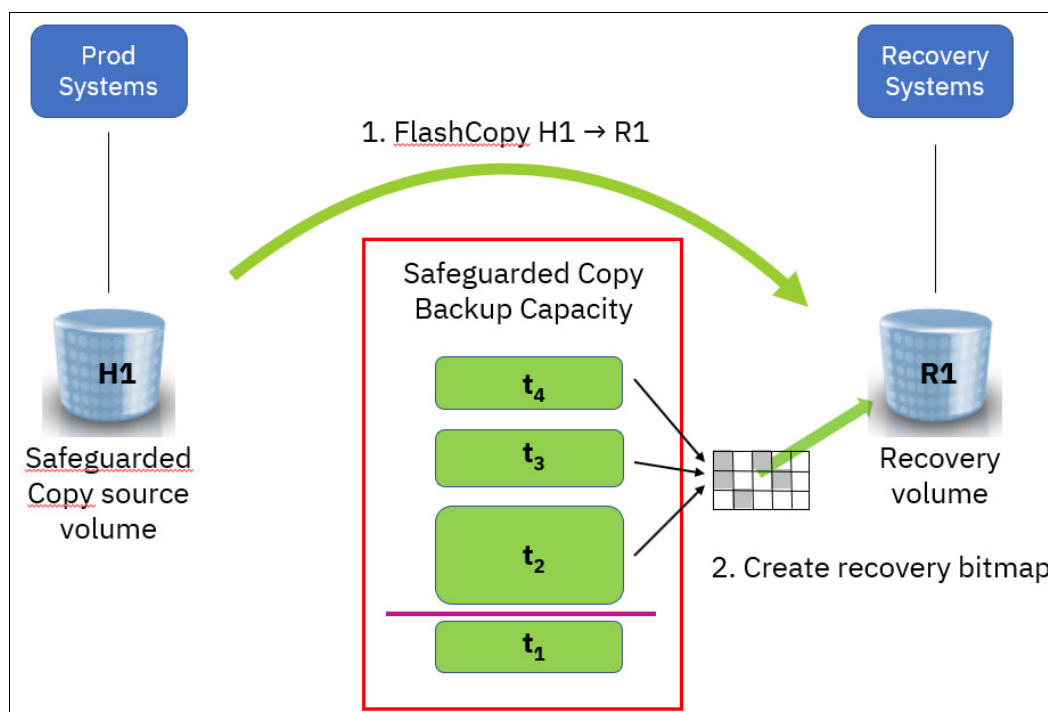 Prod
Systems
Recovery
Systems
1. FlashCopy H1 → R1
Safeguarded Copy
Backup Capacity
H1
R1
t₄
t₃
t₂
t₁
Safeguarded
Copy source
volume
Recovery
volume
2. Create recovery bitmap